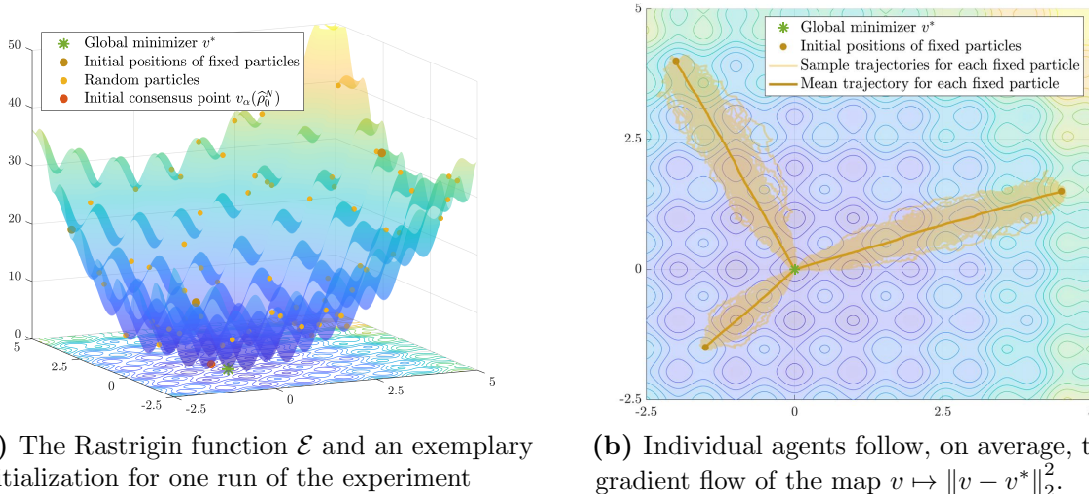 50
40
30
20
10
0
5
2.5
0
-2.5
-2.5
0
2.5
5
Global minimizer v*
Initial positions of fixed particles
Random particles
Initial consensus point vα(ρ̂₀ᴺ)
5
2.5
0
-2.5
-2.5
0
2.5
Global minimizer v*
Initial positions of fixed particles
Sample trajectories for each fixed particle
Mean trajectory for each fixed particle
) The Rastrigin function ℰ and an exemplary
itialization for one run of the experiment
(b) Individual agents follow, on average, t
gradient flow of the map v ↦ ‖v − v*‖₂².